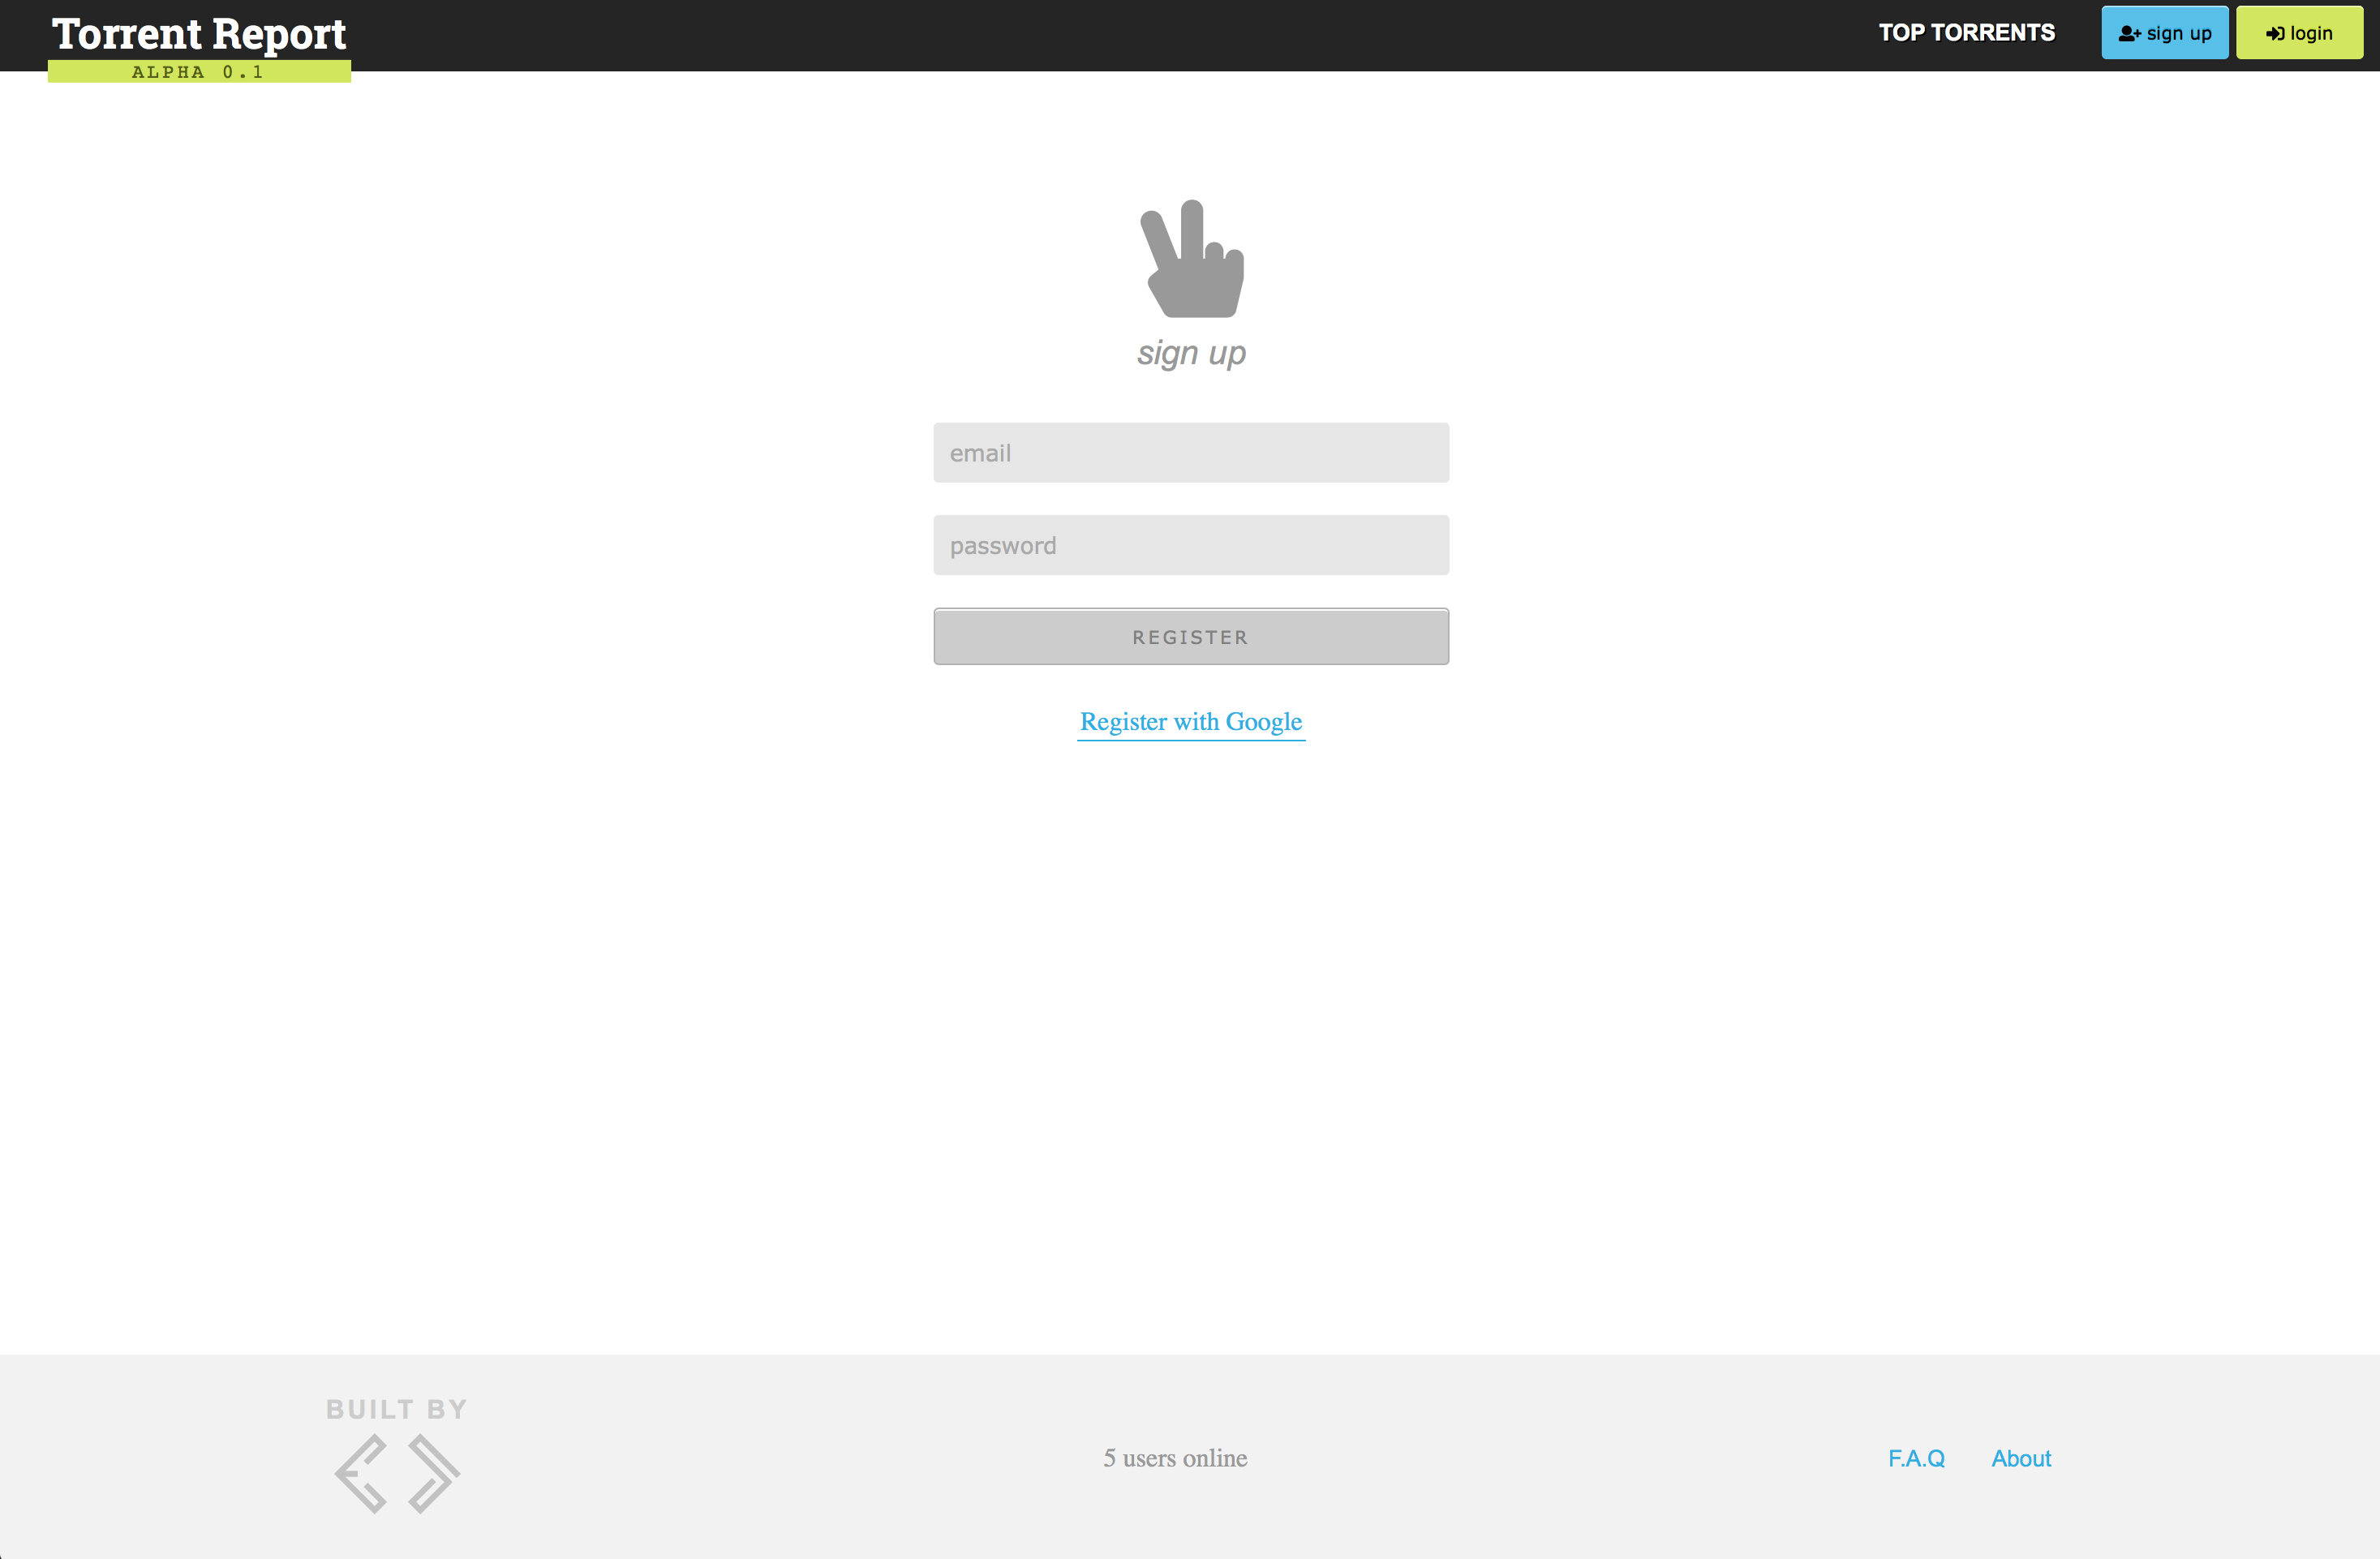 Torrent Report
ALPHA 0.1
TOP TORRENTS
sign up
login
sign up
email
password
REGISTER
Register with Google
BUILT BY
5 users online
F.A.Q
About